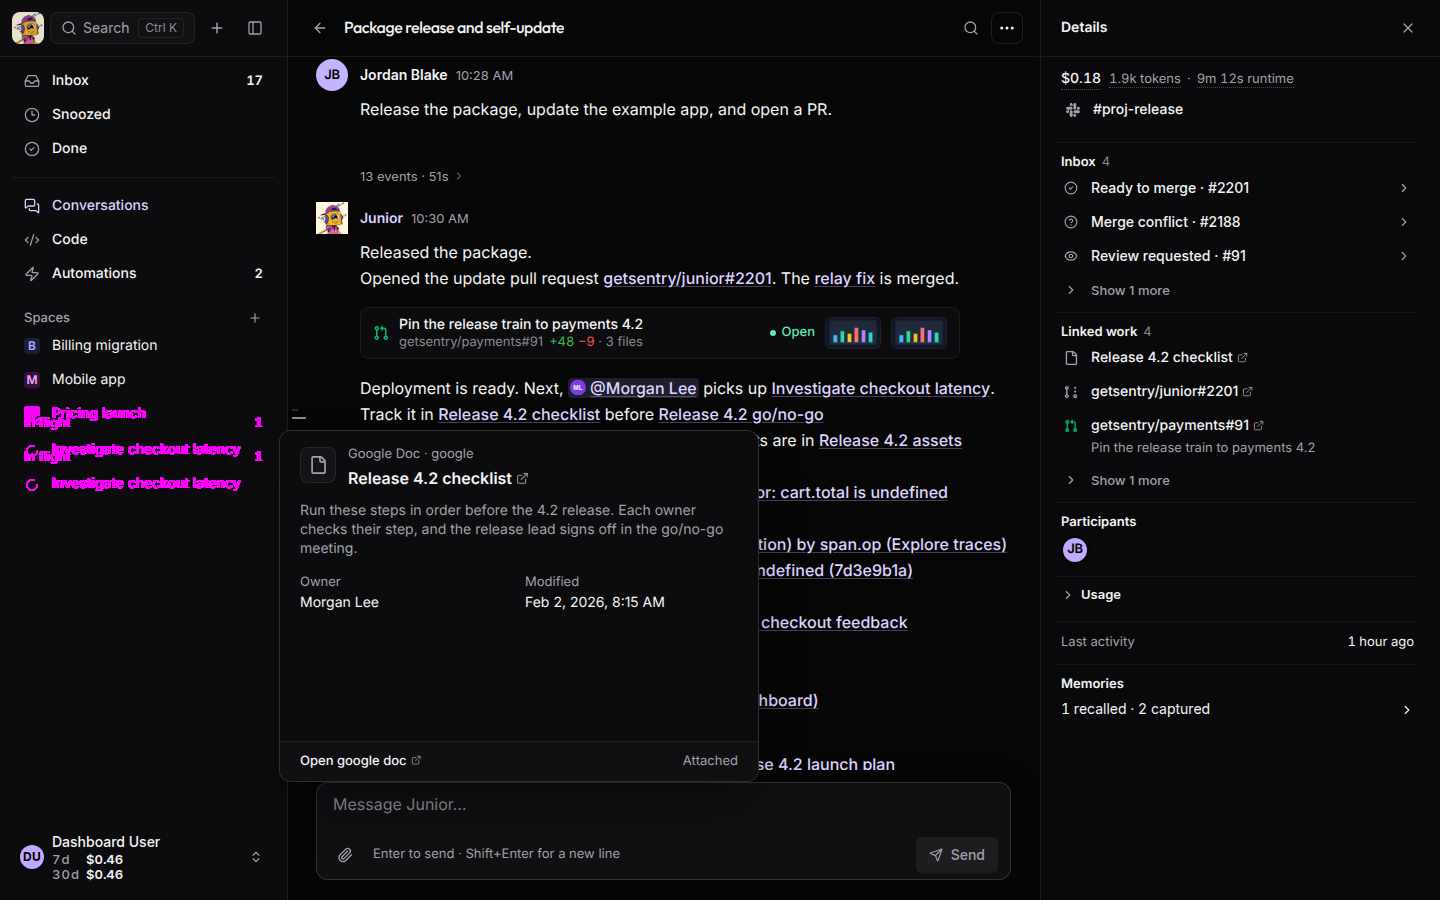 Search Ctrl K
Inbox 17
Snoozed
Done
Conversations
Code
Automations 2
Spaces
B Billing migration
M Mobile app
Pricing launch
In flight 1
Investigate checkout latency
In flight 1
Investigate checkout latency
DU Dashboard User
7d $0.46
30d $0.46
Package release and self-update
JB Jordan Blake 10:28 AM
Release the package, update the example app, and open a PR.
13 events · 51s
Junior 10:30 AM
Released the package.
Opened the update pull request getsentry/junior#2201. The relay fix is merged.
Pin the release train to payments 4.2
getsentry/payments#91 +48 −9 · 3 files
Open
Deployment is ready. Next, ML @Morgan Lee picks up Investigate checkout latency.
Track it in Release 4.2 checklist before Release 4.2 go/no-go
s are in Release 4.2 assets
or: cart.total is undefined
tion) by span.op (Explore traces)
ndefined (7d3e9b1a)
checkout feedback
hboard)
se 4.2 launch plan
Google Doc · google
Release 4.2 checklist
Run these steps in order before the 4.2 release. Each owner
checks their step, and the release lead signs off in the go/no-go
meeting.
Owner Modified
Morgan Lee Feb 2, 2026, 8:15 AM
Open google doc Attached
Message Junior...
Enter to send · Shift+Enter for a new line
Send
Details
$0.18 1.9k tokens · 9m 12s runtime
#proj-release
Inbox 4
Ready to merge · #2201
Merge conflict · #2188
Review requested · #91
Show 1 more
Linked work 4
Release 4.2 checklist
getsentry/junior#2201
getsentry/payments#91
Pin the release train to payments 4.2
Show 1 more
Participants
JB
Usage
Last activity 1 hour ago
Memories
1 recalled · 2 captured